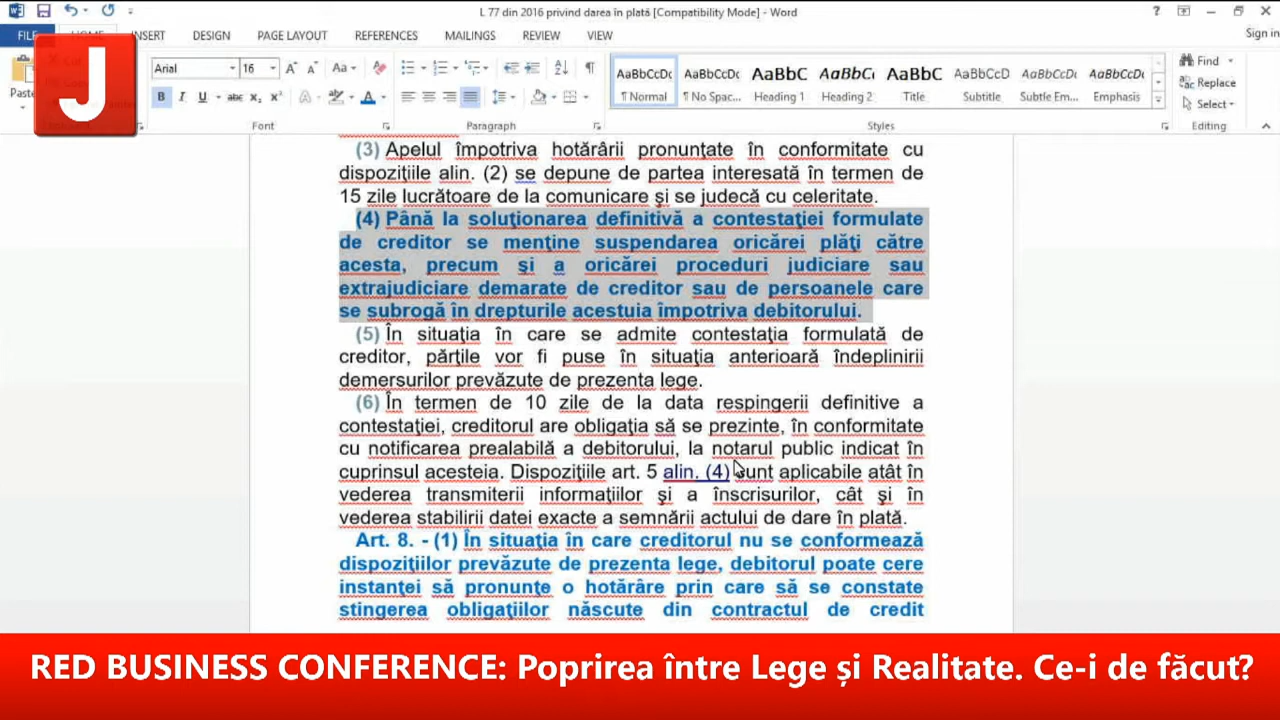 L 77 din 2016 privind darea în plată [Compatibility Mode] - Word
Sign in
FILE HOME INSERT DESIGN PAGE LAYOUT REFERENCES MAILINGS REVIEW VIEW
J
Paste
Arial 16
Font
Paragraph
AaBbCcDc AaBbCcDc AaBbC AaBbCc AaBbC AaBbCcD AaBbCcDc AaBbCcDc
¶ Normal ¶ No Spac... Heading 1 Heading 2 Title Subtitle Subtle Em... Emphasis
Styles
Find
Replace
Select
Editing
(3) Apelul împotriva hotărârii pronunţate în conformitate cu
dispoziţiile alin. (2) se depune de partea interesată în termen de
15 zile lucrătoare de la comunicare şi se judecă cu celeritate.
(4) Până la soluţionarea definitivă a contestaţiei formulate
de creditor se menţine suspendarea oricărei plăţi către
acesta, precum şi a oricărei proceduri judiciare sau
extrajudiciare demarate de creditor sau de persoanele care
se subrogă în drepturile acestuia împotriva debitorului.
(5) În situaţia în care se admite contestaţia formulată de
creditor, părţile vor fi puse în situaţia anterioară îndeplinirii
demersurilor prevăzute de prezenta lege.
(6) În termen de 10 zile de la data respingerii definitive a
contestaţiei, creditorul are obligaţia să se prezinte, în conformitate
cu notificarea prealabilă a debitorului, la notarul public indicat în
cuprinsul acesteia. Dispoziţiile art. 5 alin. (4) sunt aplicabile atât în
vederea transmiterii informaţiilor şi a înscrisurilor, cât şi în
vederea stabilirii datei exacte a semnării actului de dare în plată.
Art. 8. - (1) În situaţia în care creditorul nu se conformează
dispoziţiilor prevăzute de prezenta lege, debitorul poate cere
instanţei să pronunţe o hotărâre prin care să se constate
stingerea obligaţiilor născute din contractul de credit
RED BUSINESS CONFERENCE: Poprirea între Lege și Realitate. Ce-i de făcut?